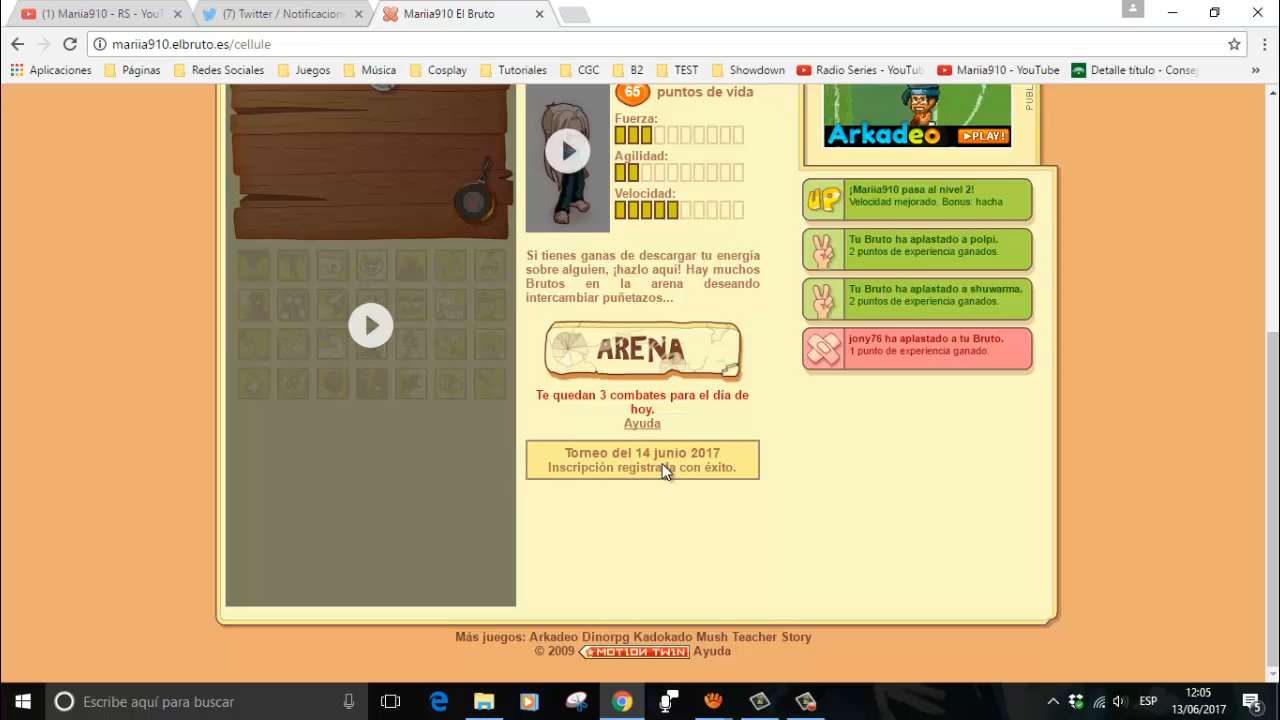 (1) Mariia910 - RS - YouT
(7) Twitter / Notificacion
Mariia910 El Bruto
mariia910.elbruto.es/cellule
Aplicaciones
Páginas
Redes Sociales
Juegos
Música
Cosplay
Tutoriales
CGC
B2
TEST
Showdown
Radio Series - YouTu
Mariia910 - YouTube
Detalle título - Conse
»
65 puntos de vida
Fuerza:
Agilidad:
Velocidad:
Si tienes ganas de descargar tu energía
sobre alguien, ¡hazlo aquí! Hay muchos
Brutos en la arena deseando
intercambiar puñetazos...
ARENA
Te quedan 3 combates para el día de
hoy.
Ayuda
Torneo del 14 junio 2017
Inscripción registrada con éxito.
PUBL
Arkadeo PLAY!
UP
¡Mariia910 pasa al nivel 2!
Velocidad mejorado. Bonus: hacha
Tu Bruto ha aplastado a polpi.
2 puntos de experiencia ganados.
Tu Bruto ha aplastado a shuwarma.
2 puntos de experiencia ganados.
jony76 ha aplastado a tu Bruto.
1 punto de experiencia ganado.
Más juegos: Arkadeo Dinorpg Kadokado Mush Teacher Story
© 2009 MOTION TWIN Ayuda
Escribe aquí para buscar
ESP
12:05
13/06/2017
5